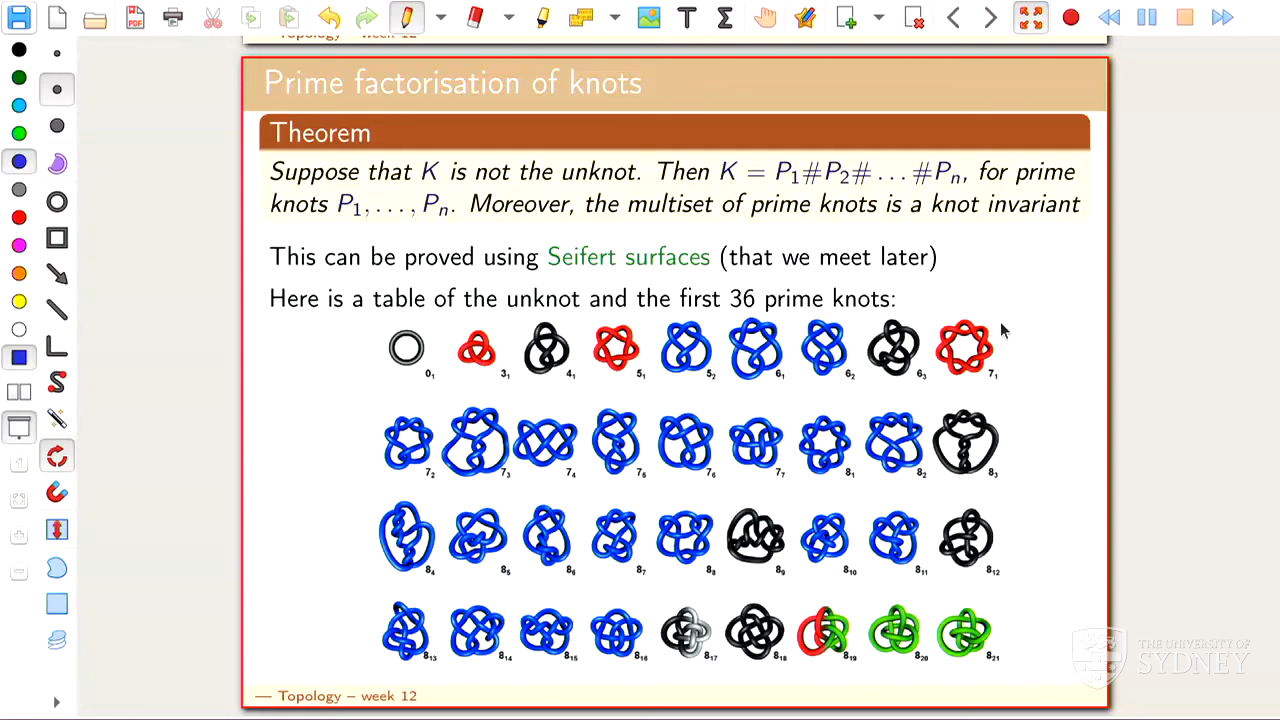 Topology – week 12
Prime factorisation of knots
Theorem
Suppose that K is not the unknot. Then K = P₁#P₂# . . . #Pₙ, for prime
knots P₁, . . . , Pₙ. Moreover, the multiset of prime knots is a knot invariant
This can be proved using Seifert surfaces (that we meet later)
Here is a table of the unknot and the first 36 prime knots:
0₁ 3₁ 4₁ 5₁ 5₂ 6₁ 6₂ 6₃ 7₁
7₂ 7₃ 7₄ 7₅ 7₆ 7₇ 8₁ 8₂ 8₃
8₄ 8₅ 8₆ 8₇ 8₈ 8₉ 8₁₀ 8₁₁ 8₁₂
8₁₃ 8₁₄ 8₁₅ 8₁₆ 8₁₇ 8₁₈ 8₁₉ 8₂₀ 8₂₁
THE UNIVERSITY OF
SYDNEY
— Topology – week 12